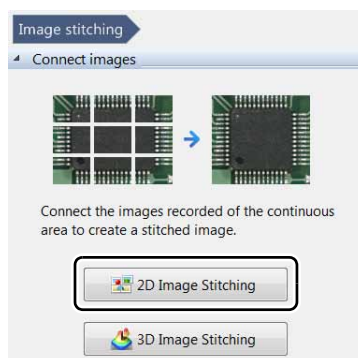 Image stitching
Connect images
Connect the images recorded of the continuous
area to create a stitched image.
2D Image Stitching
3D Image Stitching